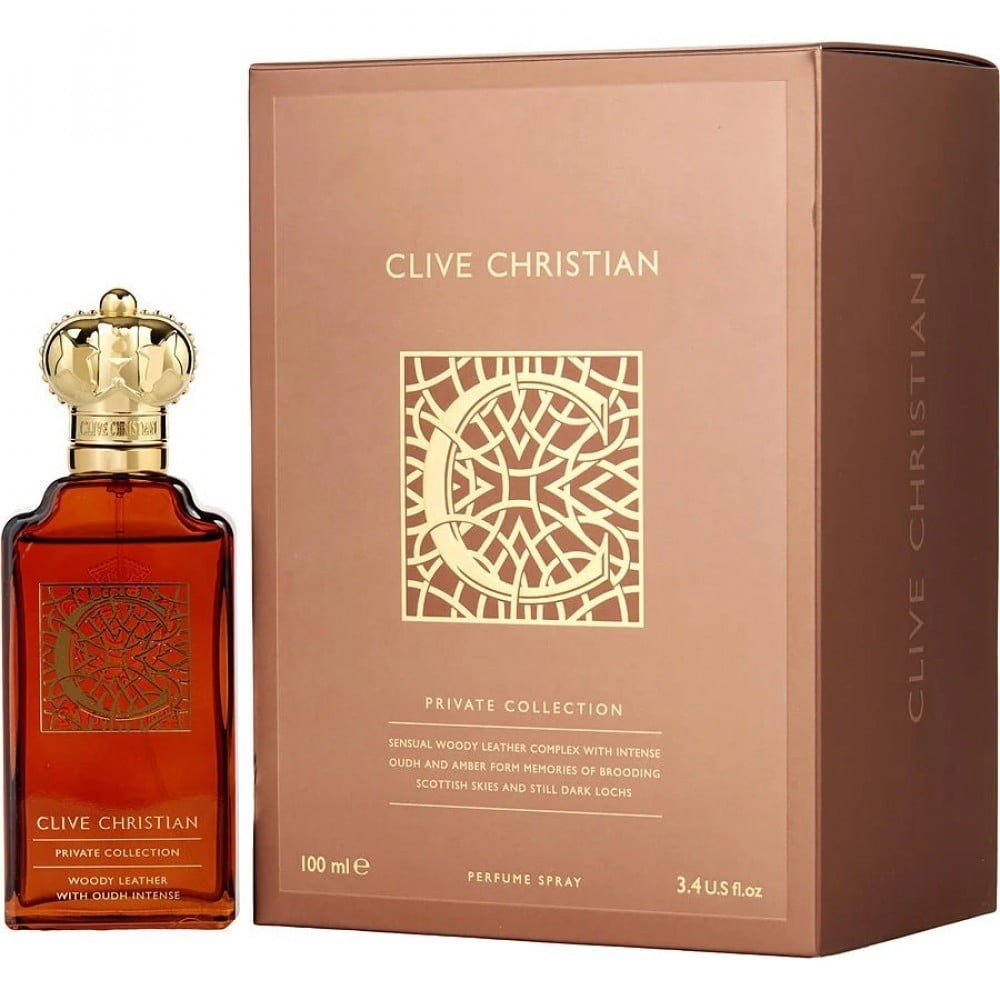 CLIVE CHRISTIAN
C
CLIVE CHRISTIAN
PRIVATE COLLECTION
WOODY LEATHER
WITH OUDH INTENSE
CLIVE CHRISTIAN
C
PRIVATE COLLECTION
SENSUAL WOODY LEATHER COMPLEX WITH INTENSE
OUDH AND AMBER FORM MEMORIES OF BROODING
SCOTTISH SKIES AND STILL DARK LOCHS
100 ml ℮
PERFUME SPRAY
3.4 U.S fl.oz
CLIVE CHRISTIAN